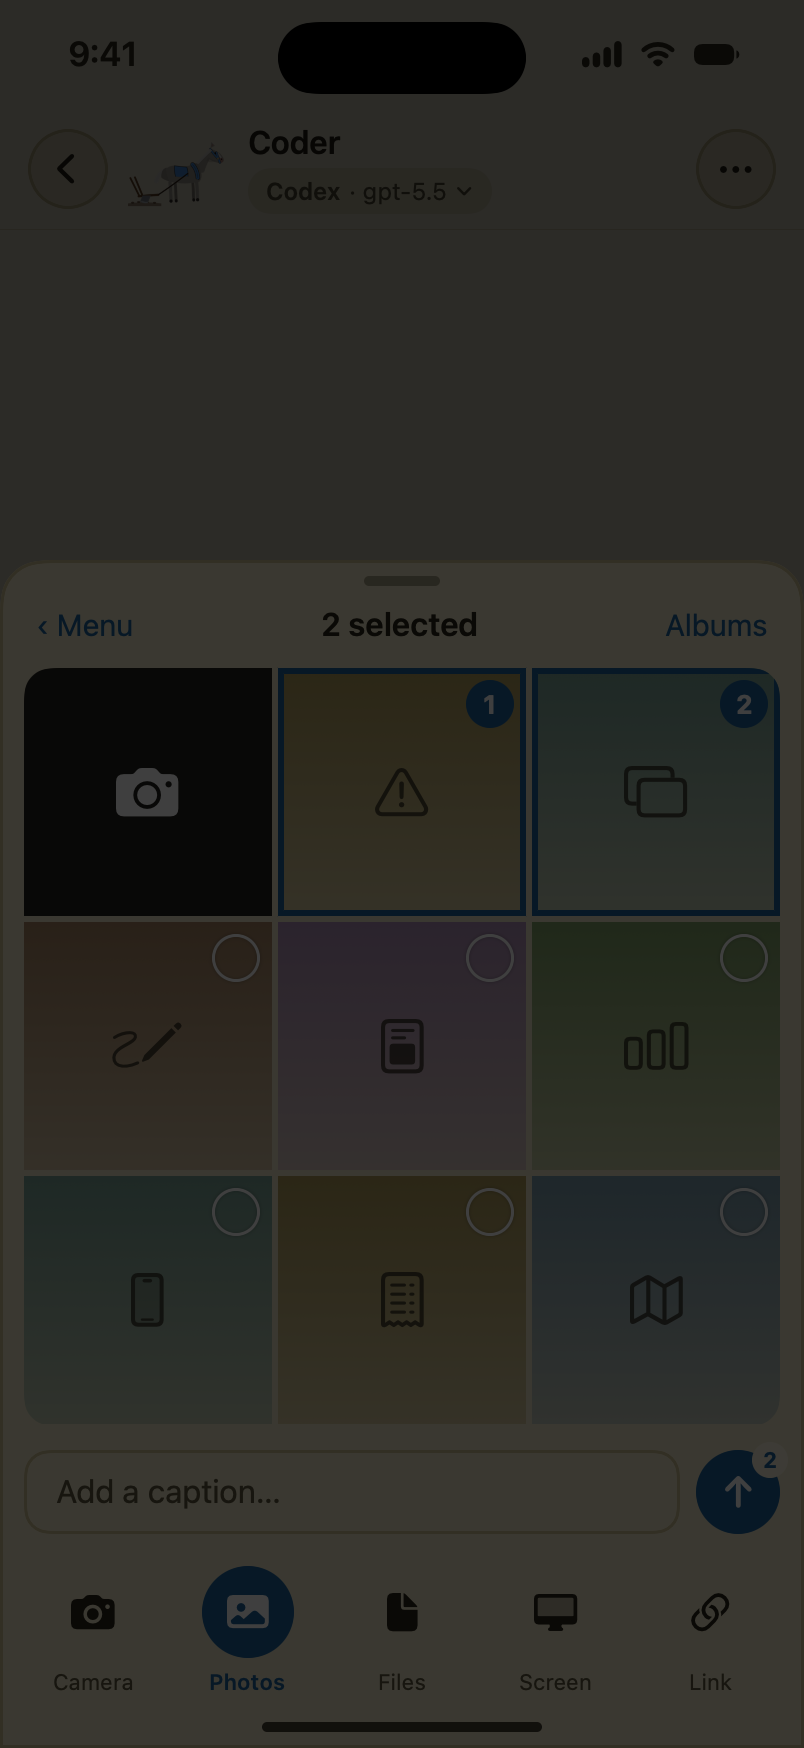 9:41
Coder
Codex · gpt-5.5
‹ Menu
2 selected
Albums
1
2
Add a caption...
2
Camera
Photos
Files
Screen
Link